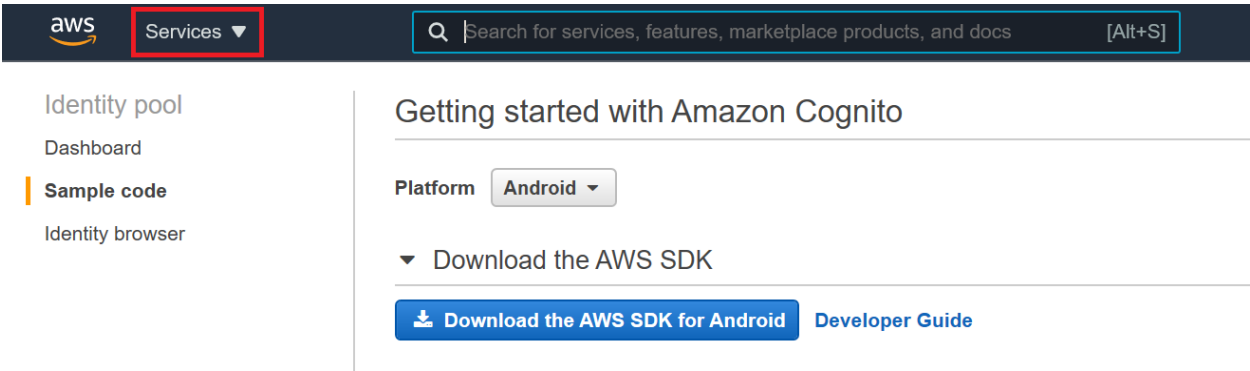 aws Services Search for services, features, marketplace products, and docs [Alt+S]
Identity pool
Dashboard
Sample code
Identity browser
Getting started with Amazon Cognito
Platform Android
Download the AWS SDK
Download the AWS SDK for Android Developer Guide